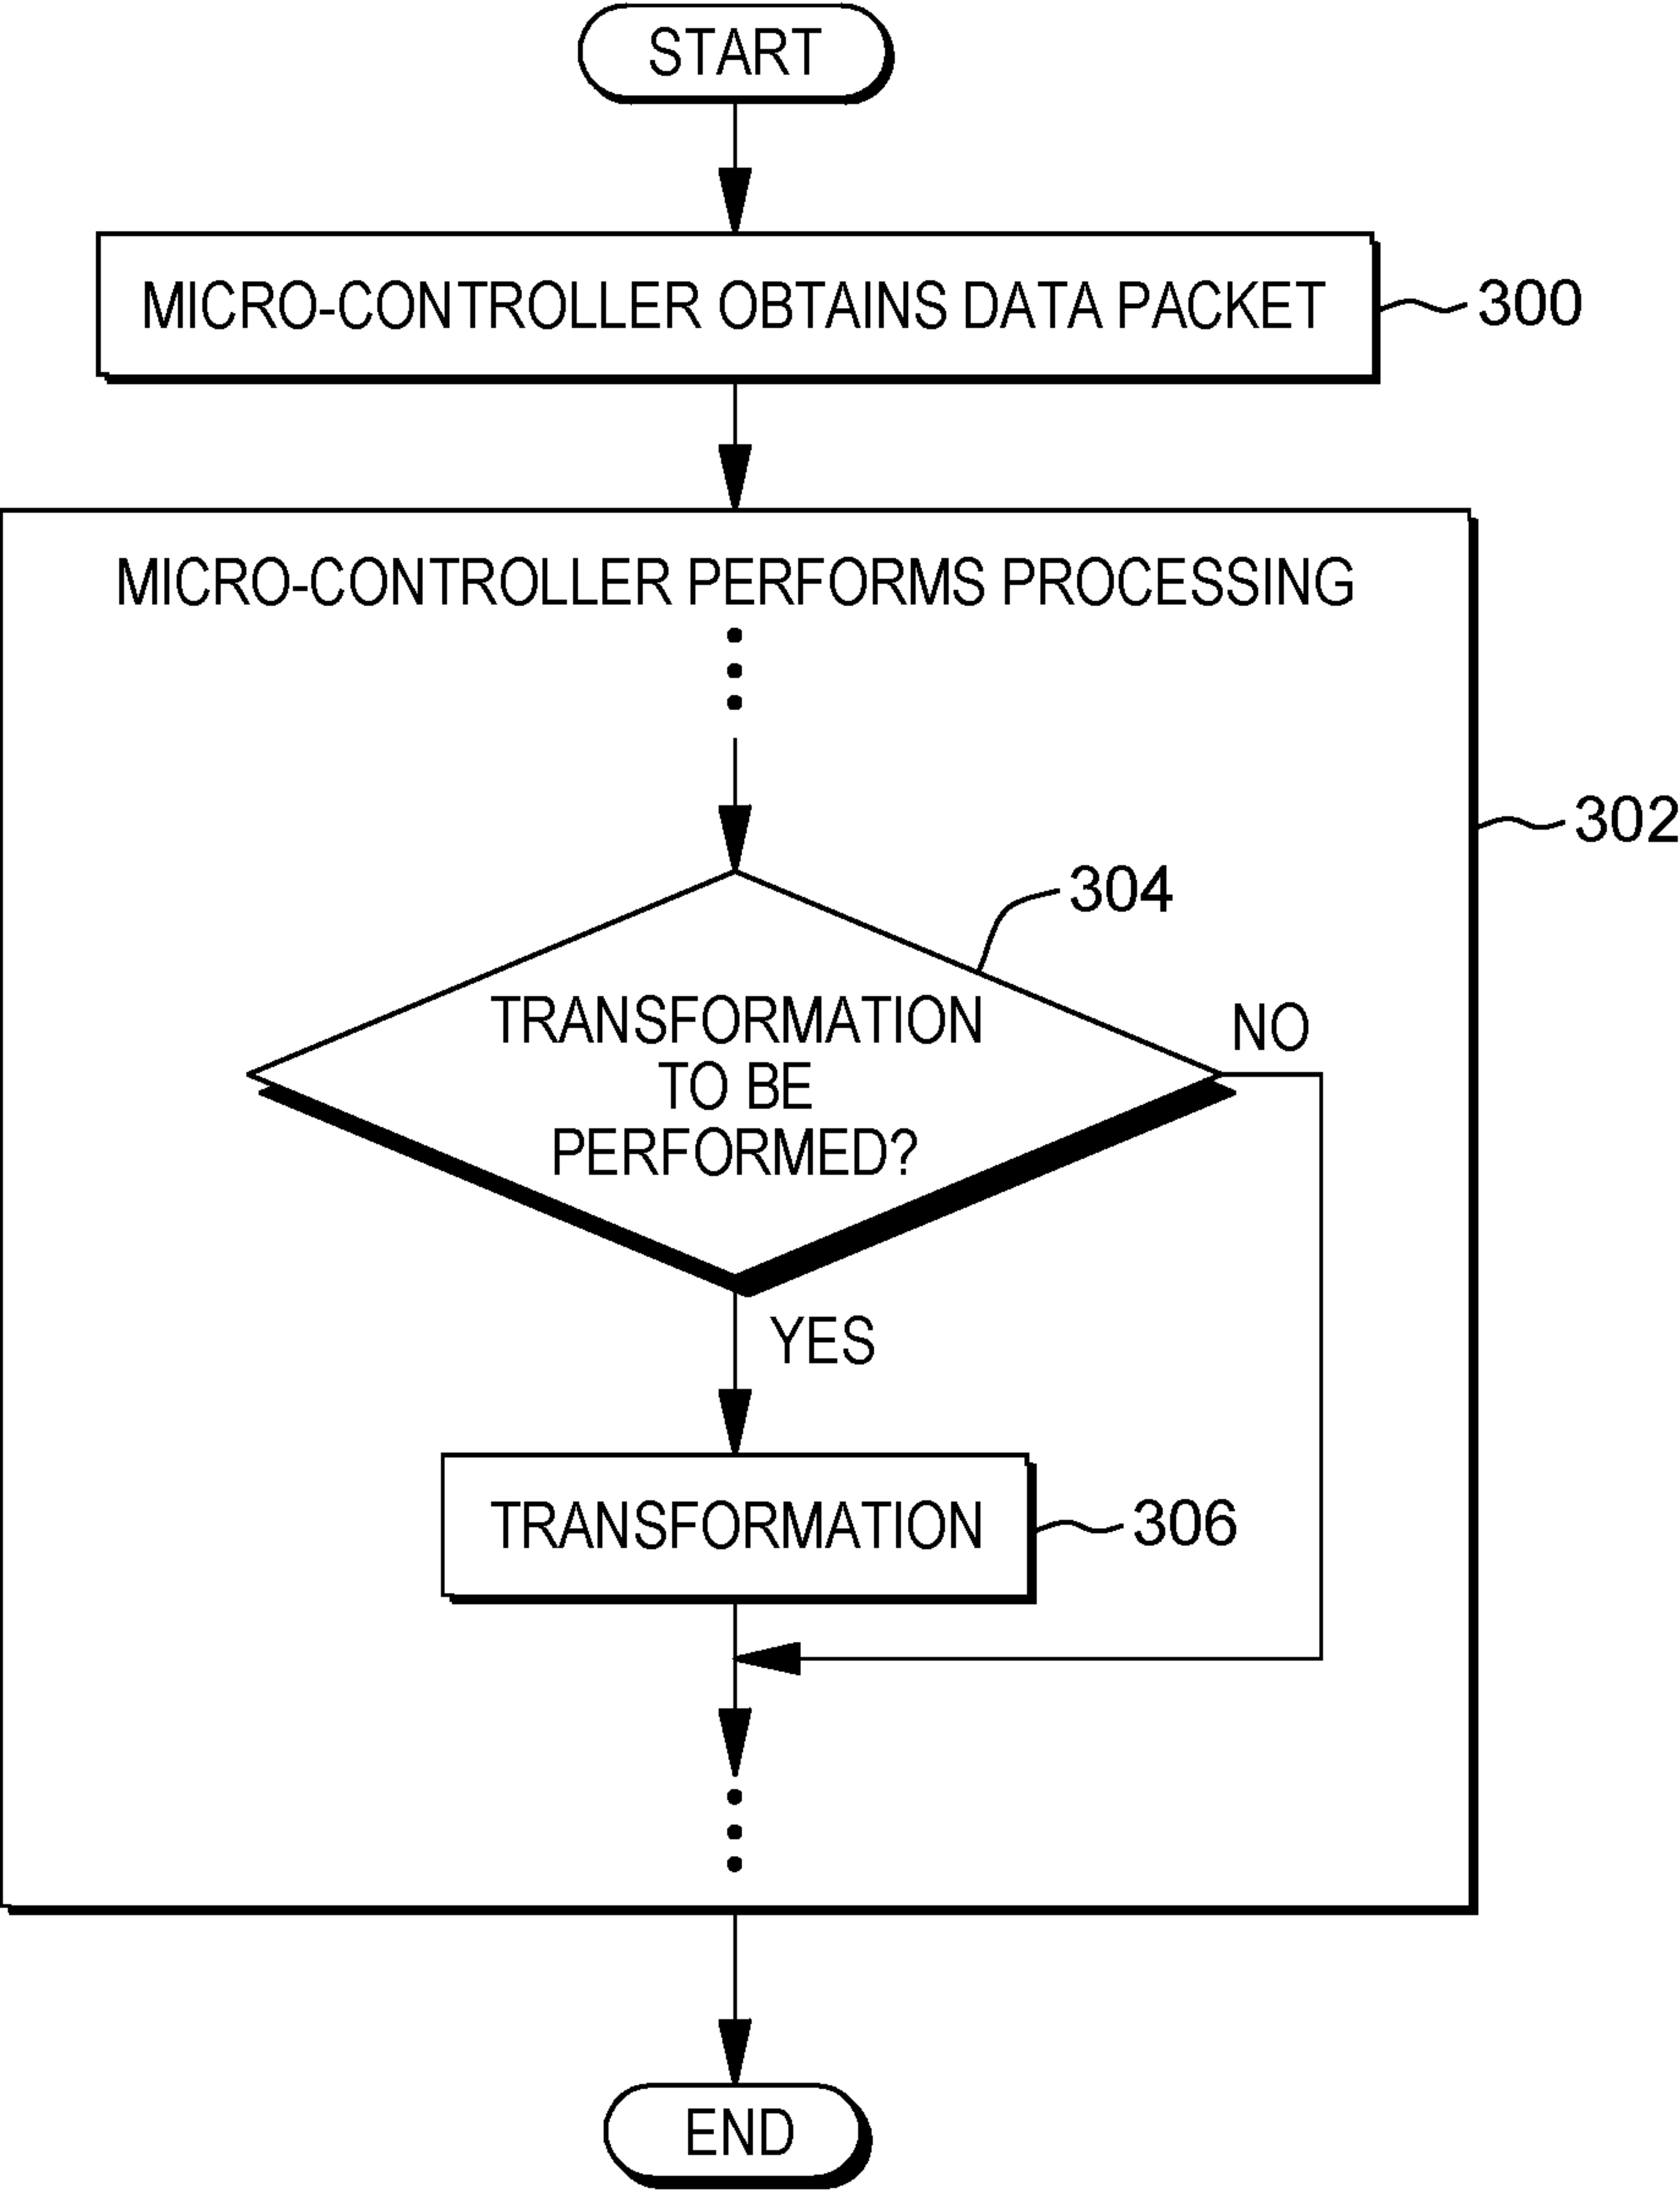 START
MICRO-CONTROLLER OBTAINS DATA PACKET
300
MICRO-CONTROLLER PERFORMS PROCESSING
302
304
TRANSFORMATION
TO BE
PERFORMED?
NO
YES
TRANSFORMATION
306
END